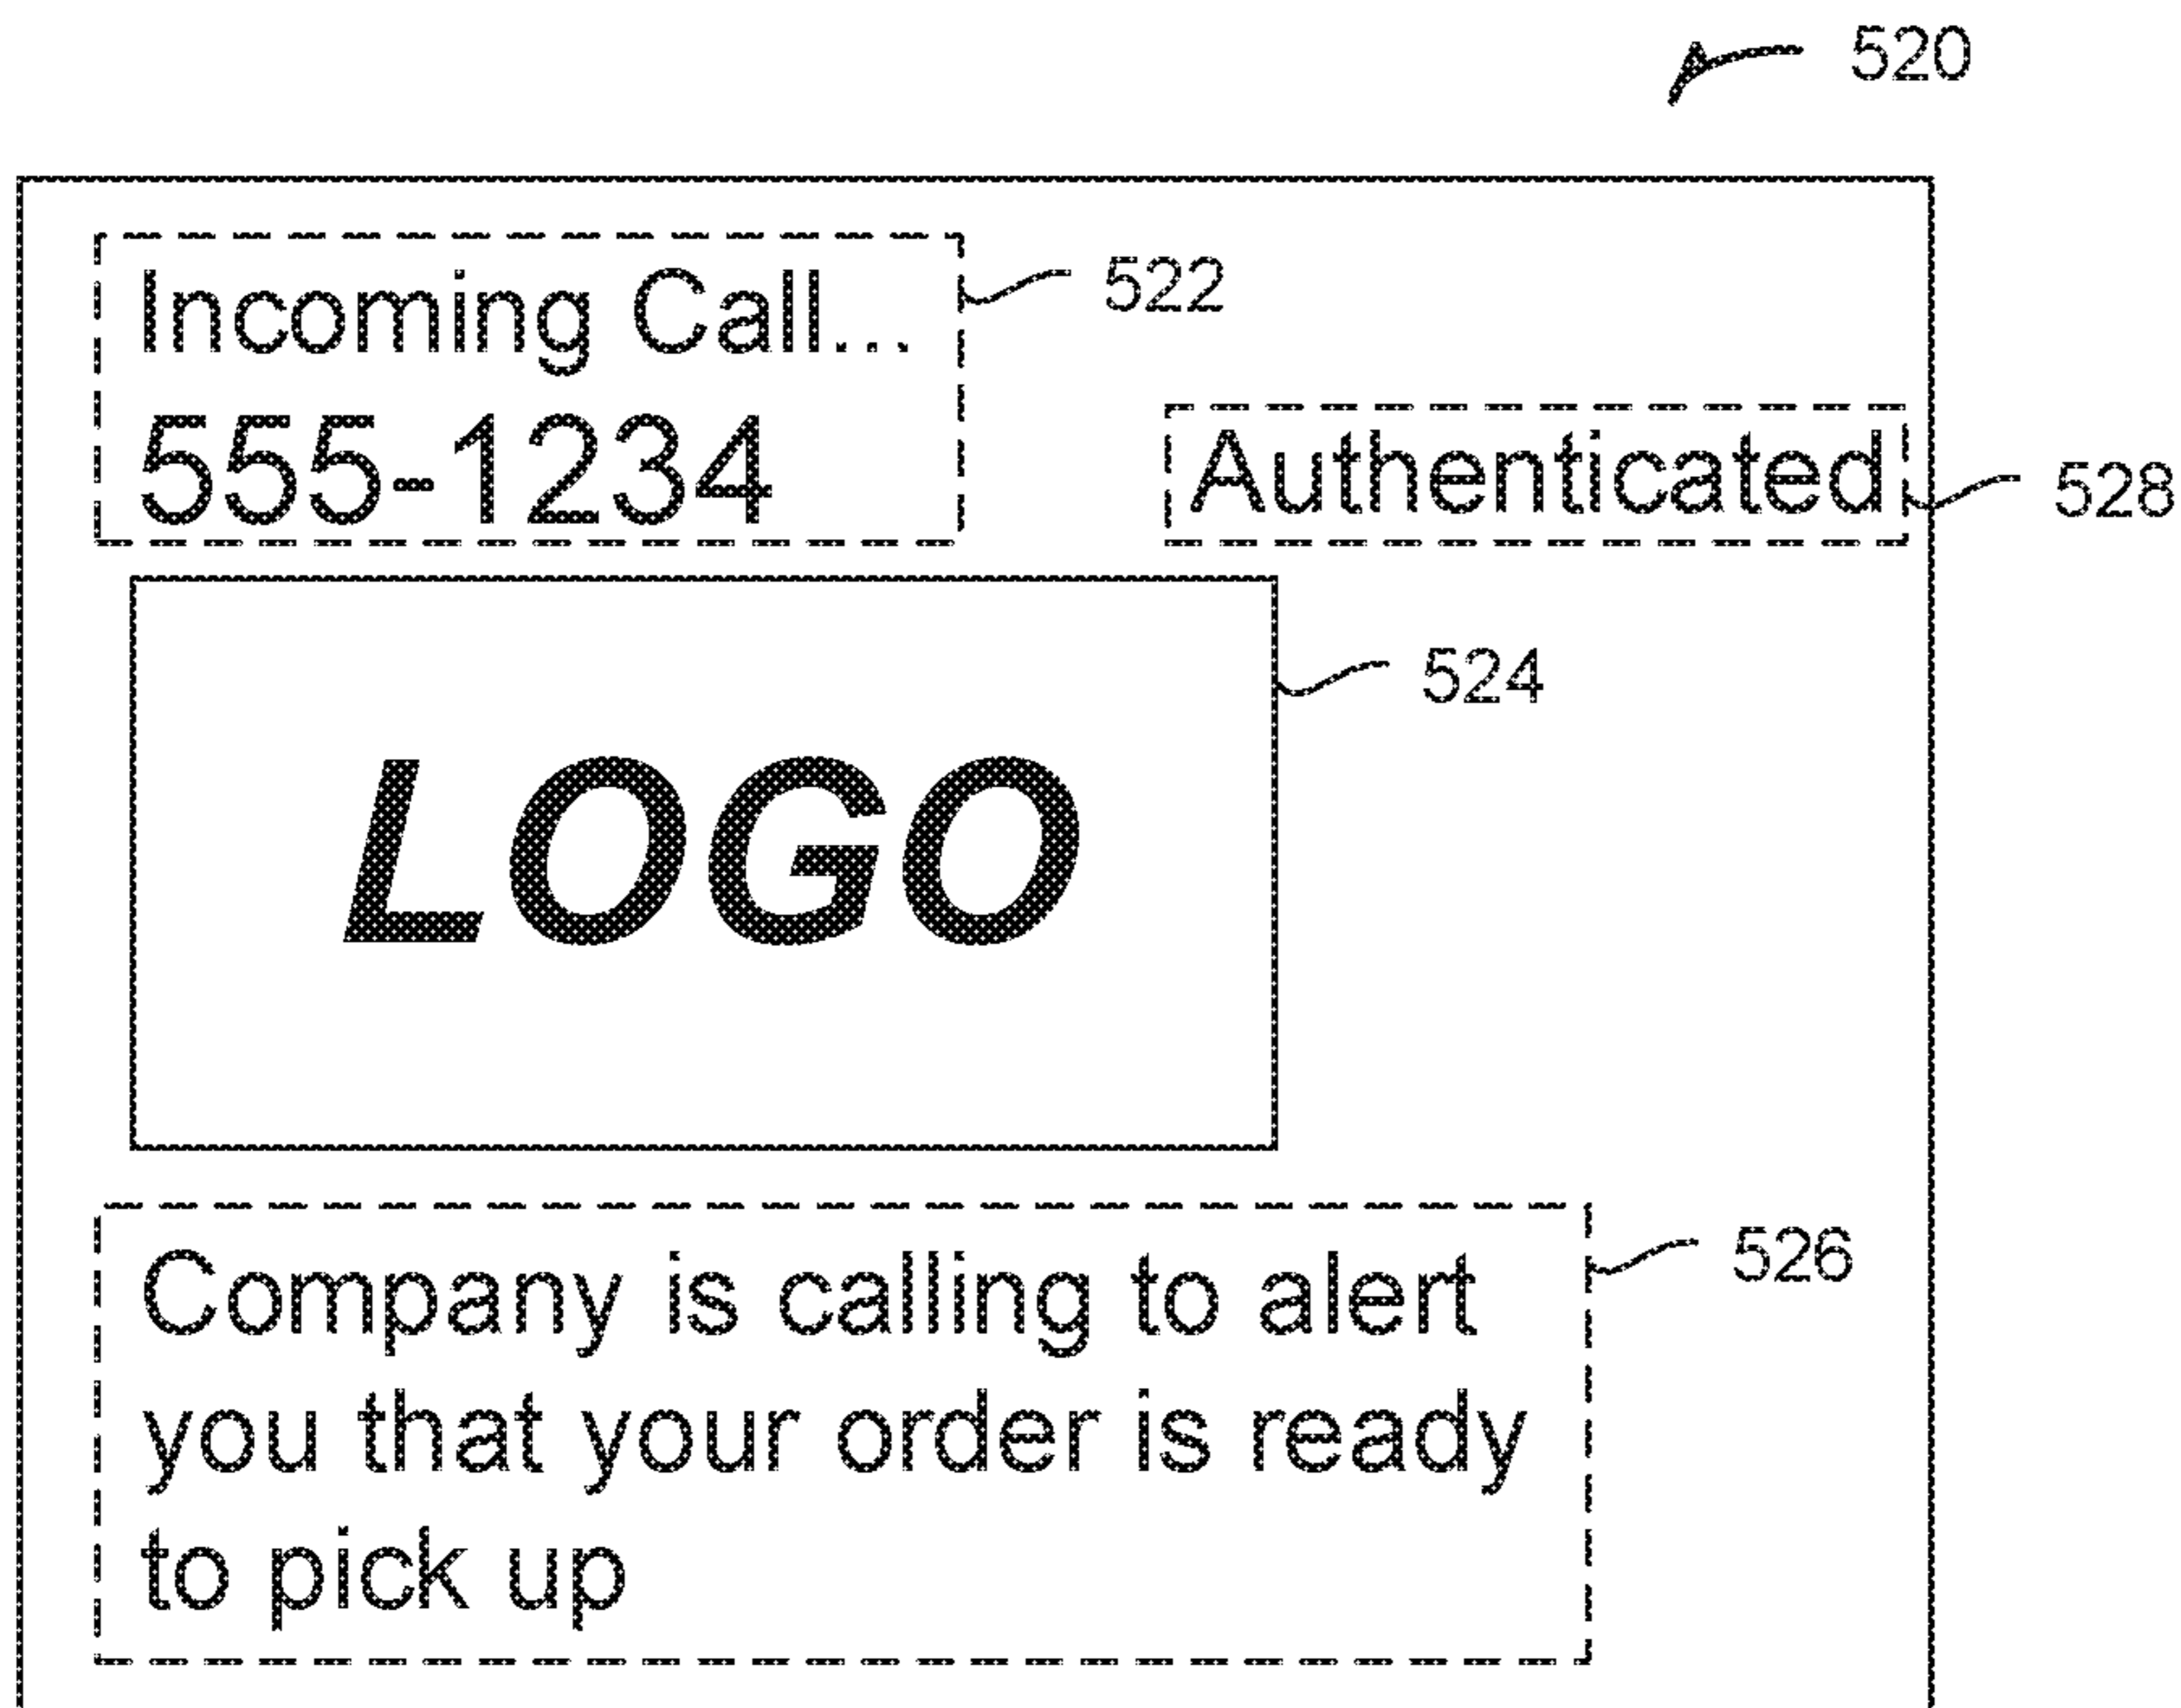 520
Incoming Call...
522
555-1234
Authenticated
528
524
LOGO
Company is calling to alert
526
you that your order is ready
to pick up